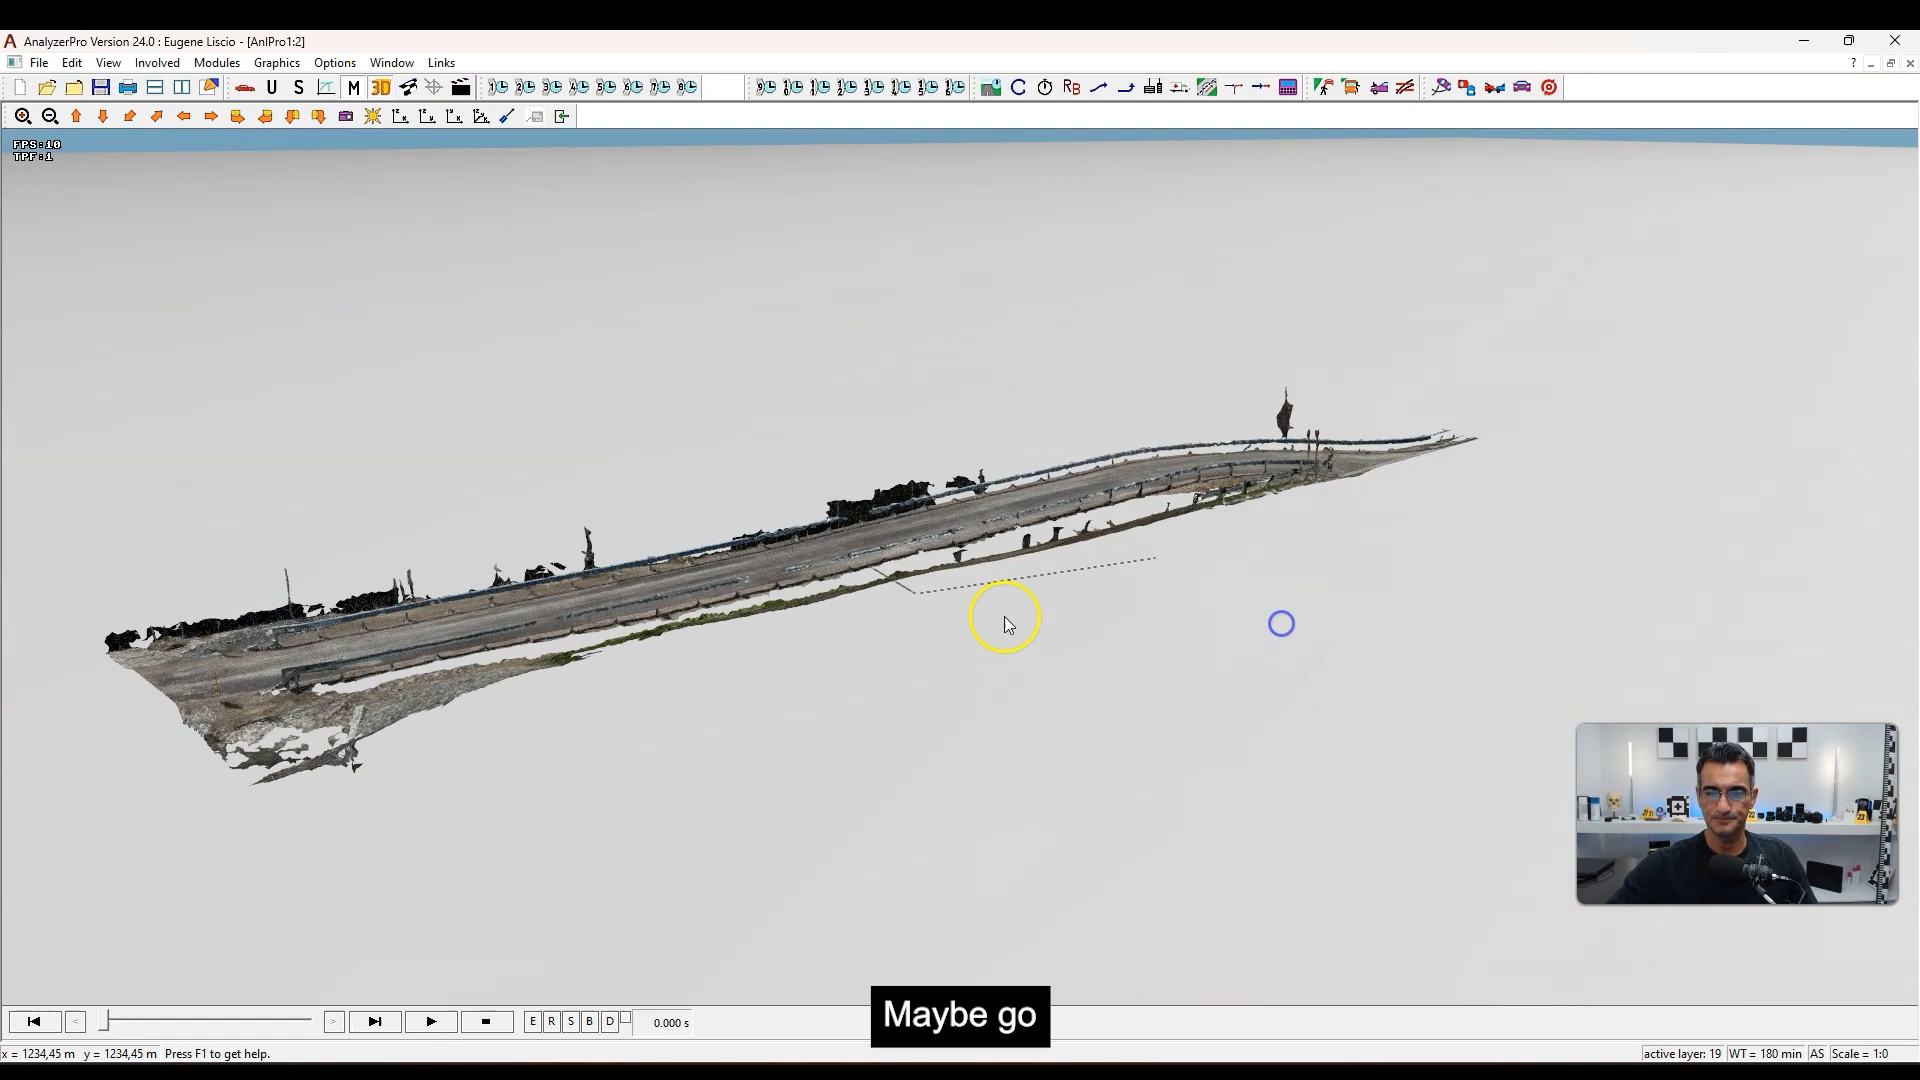 AnalyzerPro Version 24.0 : Eugene Liscio - [AnlPro1:2]
File Edit View Involved Modules Graphics Options Window Links
U S M 3D
RB
FPS:10
TPF:1
Maybe go
E R S B D 0.000 s
x = 1234,45 m y = 1234,45 m Press F1 to get help.
active layer: 19 WT = 180 min AS Scale = 1:0